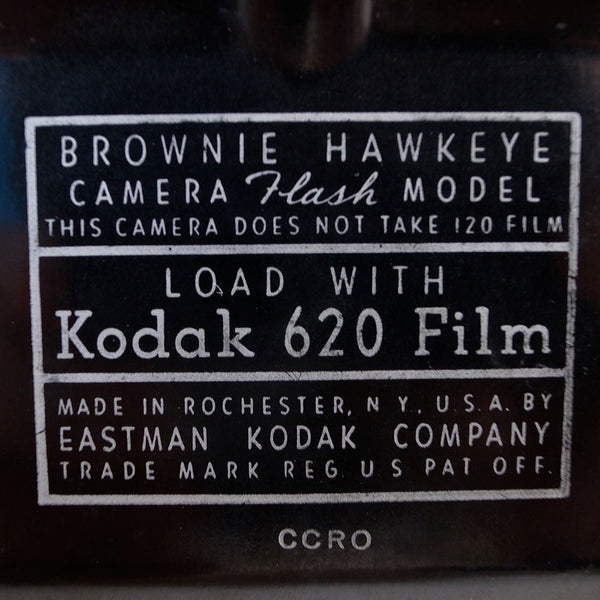 BROWNIE HAWKEYE
CAMERA Flash MODEL
THIS CAMERA DOES NOT TAKE 120 FILM
LOAD WITH
Kodak 620 Film
MADE IN ROCHESTER, N Y., U.S.A. BY
EASTMAN KODAK COMPANY
TRADE MARK REG. U S PAT OFF.
CCRO